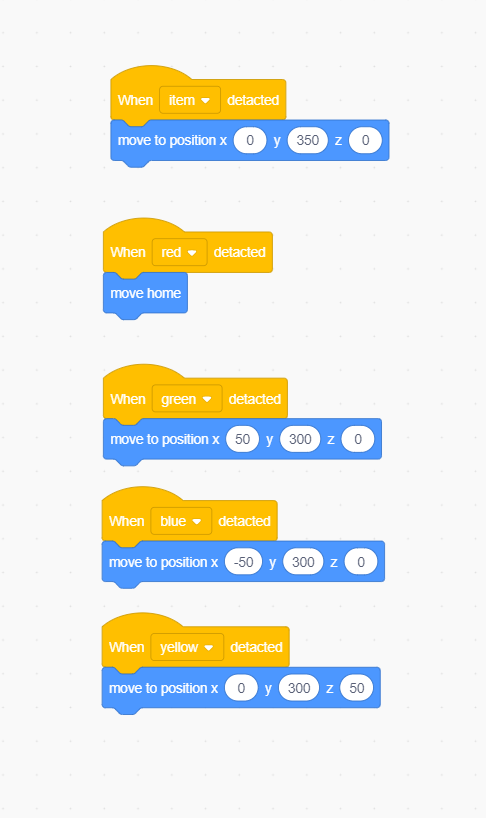 When item detacted
move to position x 0 y 350 z 0
When red detacted
move home
When green detacted
move to position x 50 y 300 z 0
When blue detacted
move to position x -50 y 300 z 0
When yellow detacted
move to position x 0 y 300 z 50